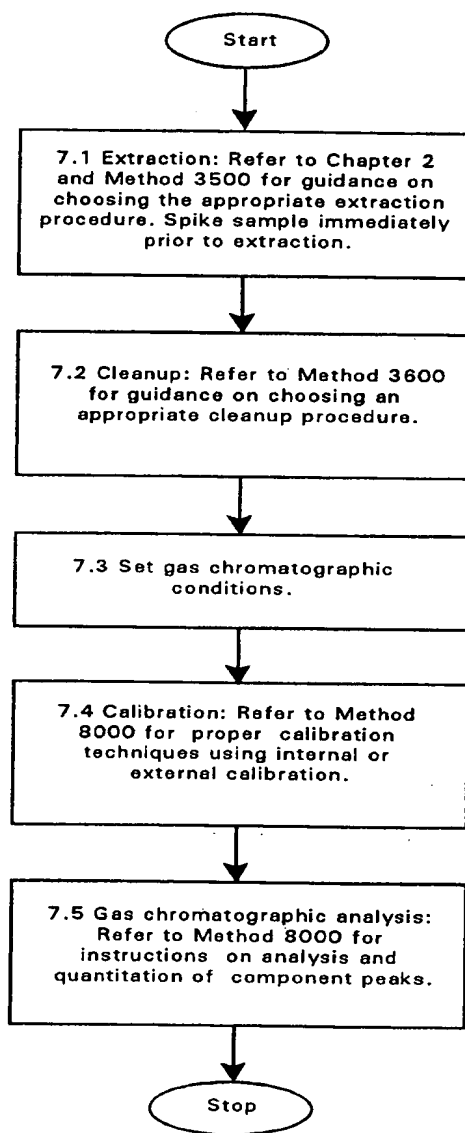 Start
7.1 Extraction: Refer to Chapter 2
and Method 3500 for guidance on
choosing the appropriate extraction
procedure. Spike sample immediately
prior to extraction.
7.2 Cleanup: Refer to Method 3600
for guidance on choosing an
appropriate cleanup procedure.
7.3 Set gas chromatographic
conditions.
7.4 Calibration: Refer to Method
8000 for proper calibration
techniques using internal or
external calibration.
7.5 Gas chromatographic analysis:
Refer to Method 8000 for
instructions on analysis and
quantitation of component peaks.
Stop